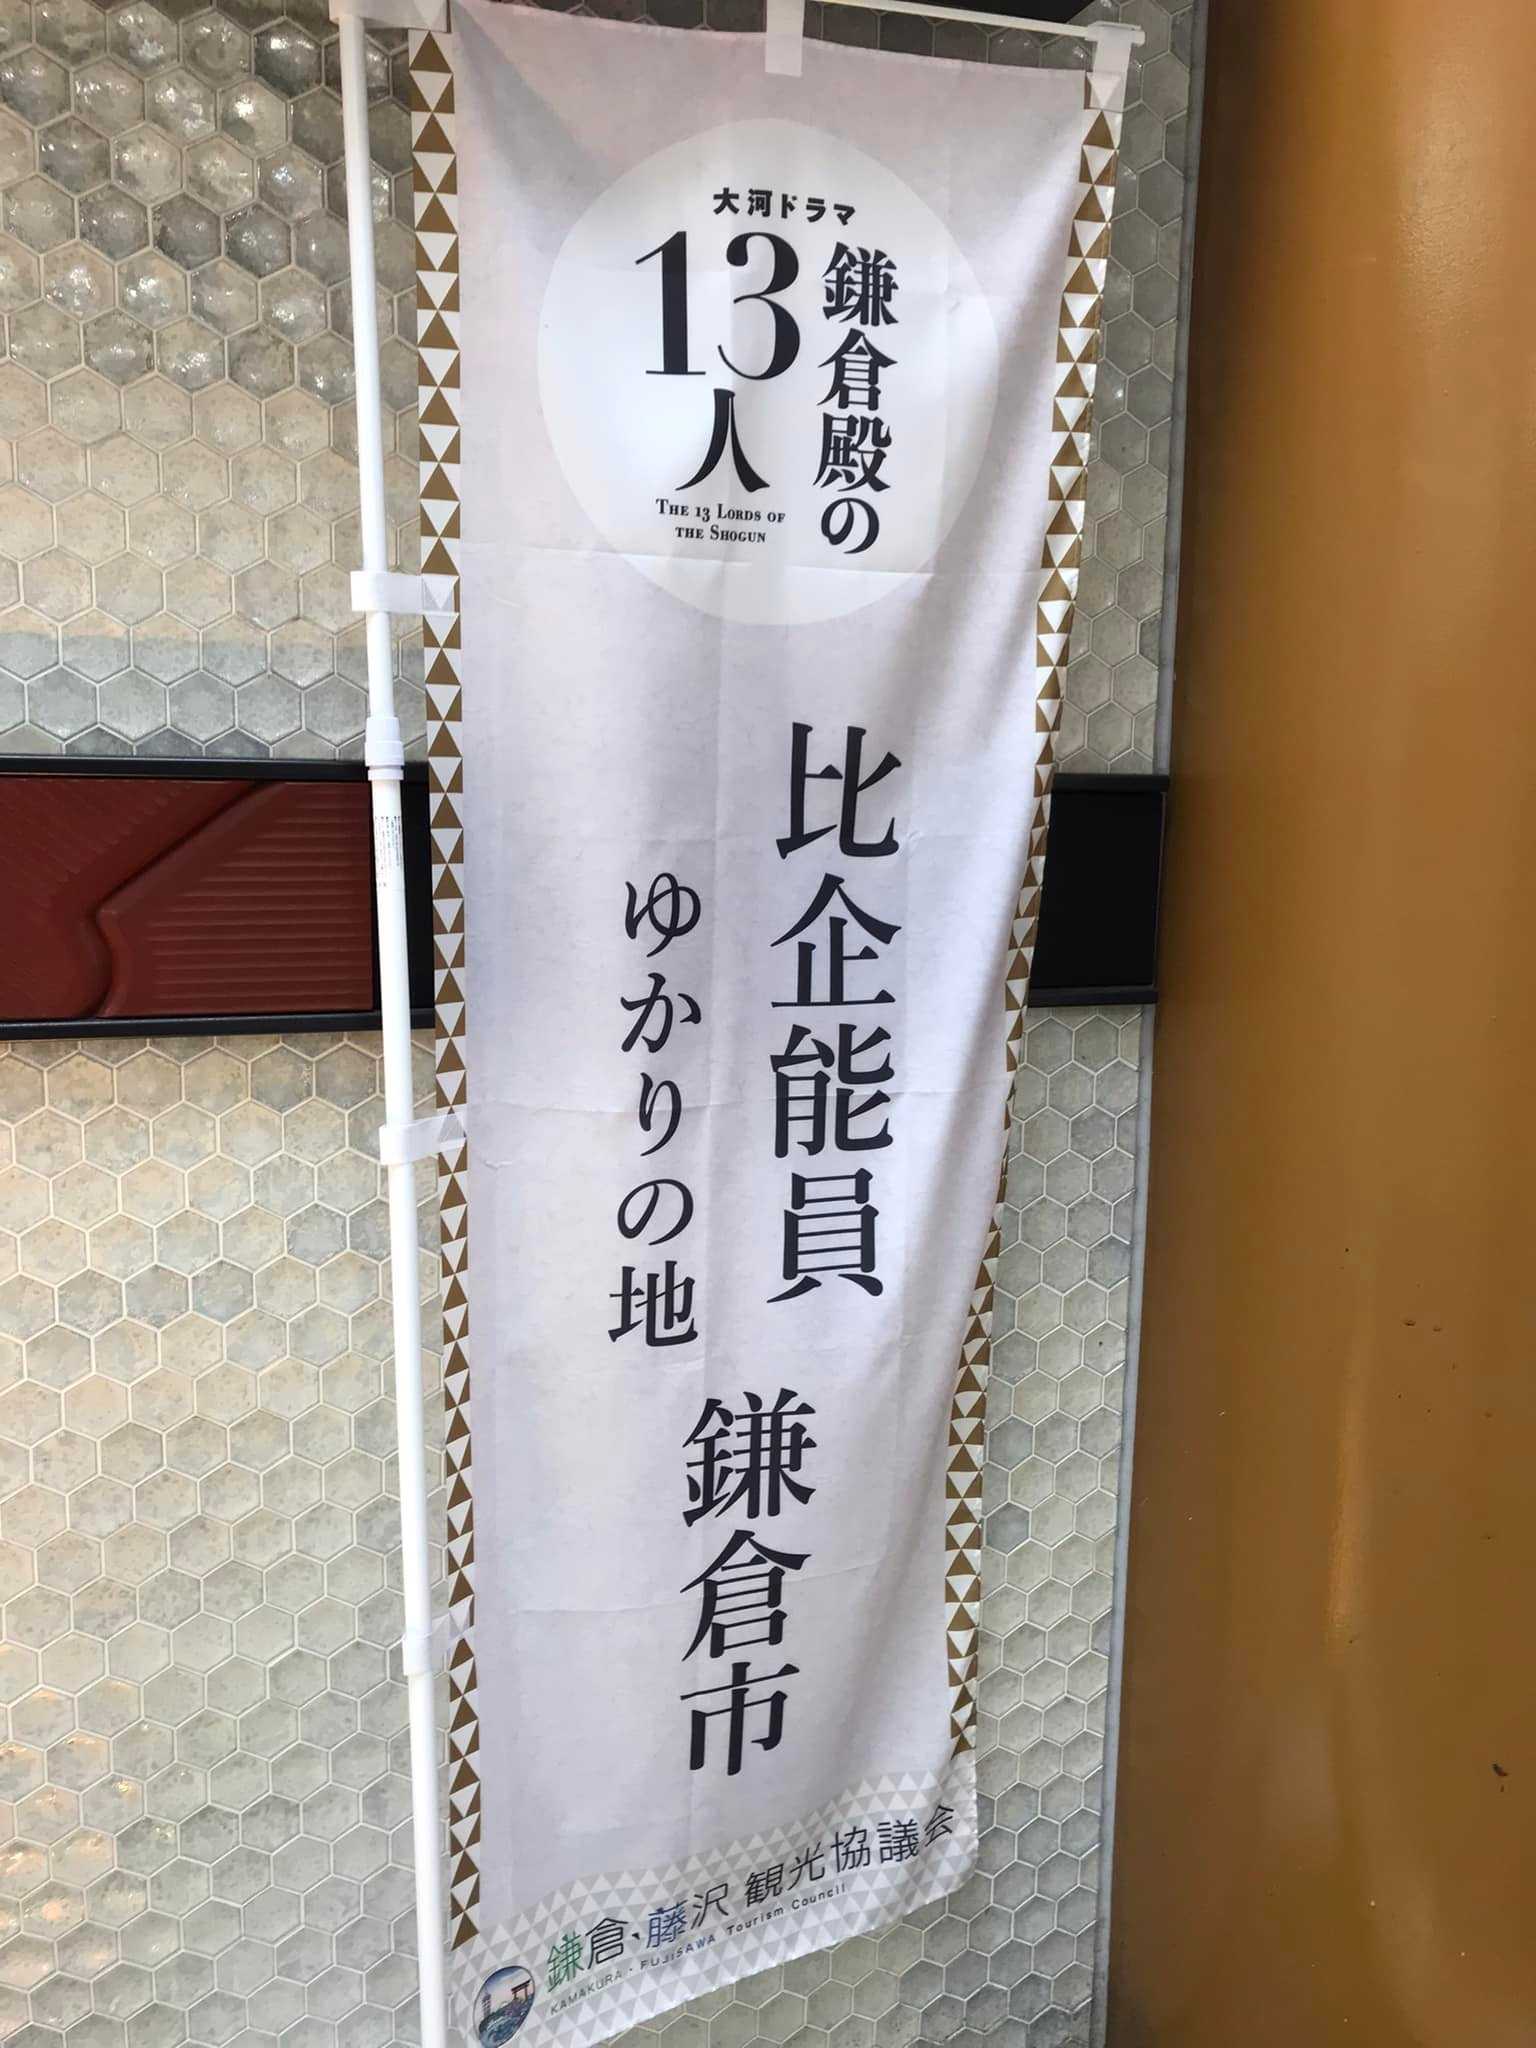 大河ドラマ
鎌倉殿の
13人
THE 13 LORDS OF
THE SHOGUN
比企能員
ゆかりの地
鎌倉市
鎌倉・藤沢 観光協議会
KAMAKURA・FUJISAWA Tourism Council